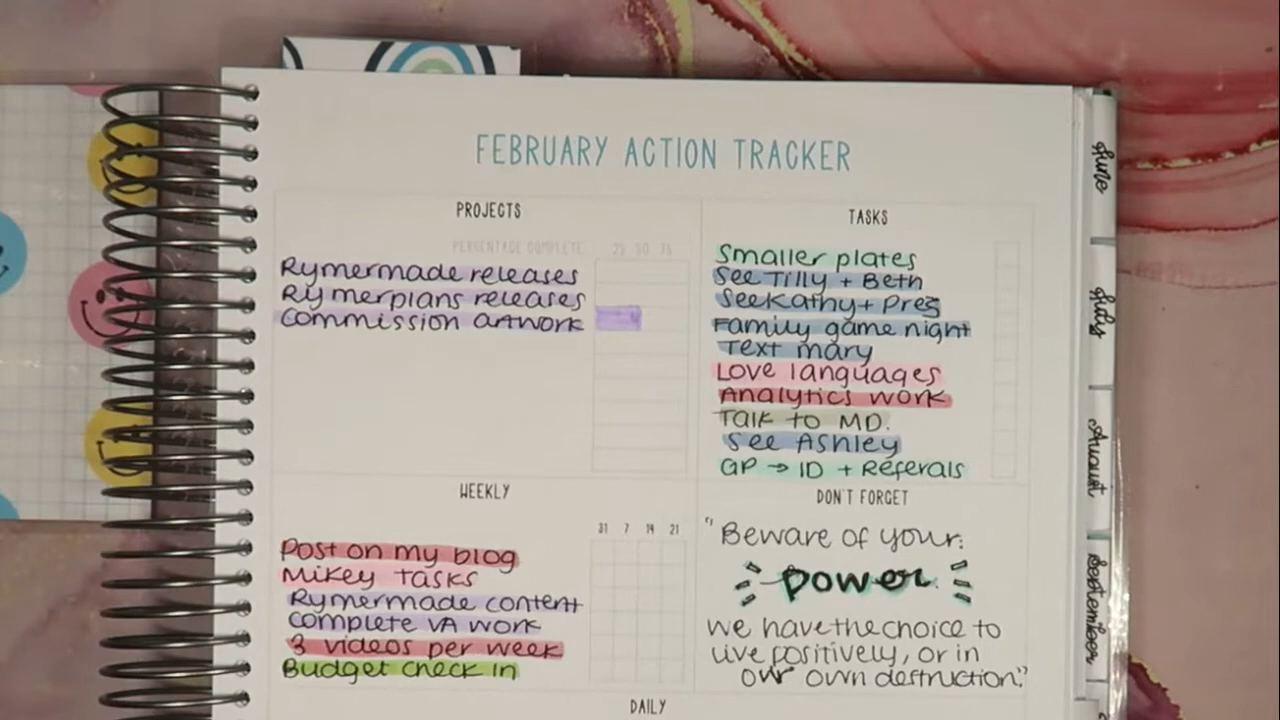 FEBRUARY ACTION TRACKER
PROJECTS
PERCENTAGE COMPLETE 25 50 75
Rymermade releases
Rymerplans releases
Commission artwork
TASKS
Smaller plates
See Tilly + Beth
See Kathy + Preg
Family game night
Text mary
Love languages
Analytics work
Talk to MD.
See Ashley
GP → ID + Referals
WEEKLY
31 7 14 21
Post on my blog
Mikey Tasks
Rymermade content
complete VA work
3 videos per week
Budget check in
DON'T FORGET
"Beware of your:
power.
we have the choice to
live positively, or in
our own destruction."
DAILY
June
July
August
September